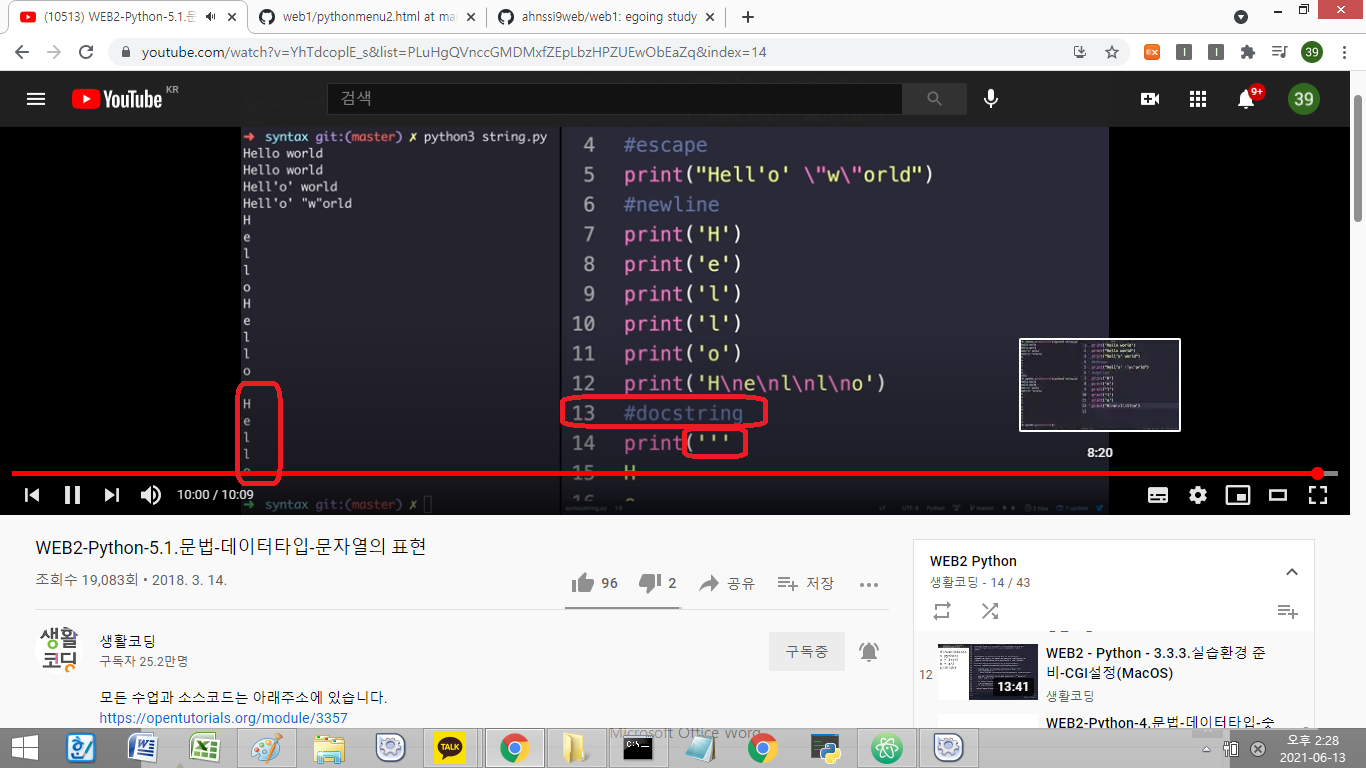 (10513) WEB2-Python-5.1.문
web1/pythonmenu2.html at ma
ahnssi9web/web1: egoing study
youtube.com/watch?v=YhTdcoplE_s&list=PLuHgQVnccGMDMxfZEpLbzHPZUEwObEaZq&index=14
39
YouTube KR
검색
9+
39
➜ syntax git:(master) ✗ python3 string.py
Hello world
Hello world
Hell'o' world
Hell'o' "w"orld
H
e
l
l
o
H
e
l
l
o
H
e
l
l
o
➜ syntax git:(master) ✗
4 #escape
5 print("Hell'o' \"w\"orld")
6 #newline
7 print('H')
8 print('e')
9 print('l')
10 print('l')
11 print('o')
12 print('H\ne\nl\nl\no')
13 #docstring
14 print('''
15 H
16 e
8:20
10:00 / 10:09
WEB2-Python-5.1.문법-데이터타입-문자열의 표현
조회수 19,083회 • 2018. 3. 14.
96
2
공유
저장
생활코딩
생활코딩
구독자 25.2만명
구독중
모든 수업과 소스코드는 아래주소에 있습니다.
https://opentutorials.org/module/3357
WEB2 Python
생활코딩 - 14 / 43
12
13:41
WEB2 - Python - 3.3.3.실습환경 준
비-CGI설정(MacOS)
생활코딩
WEB2-Python-4.문법-데이터타입-숫
Microsoft Office Word
TALK
오후 2:28
2021-06-13